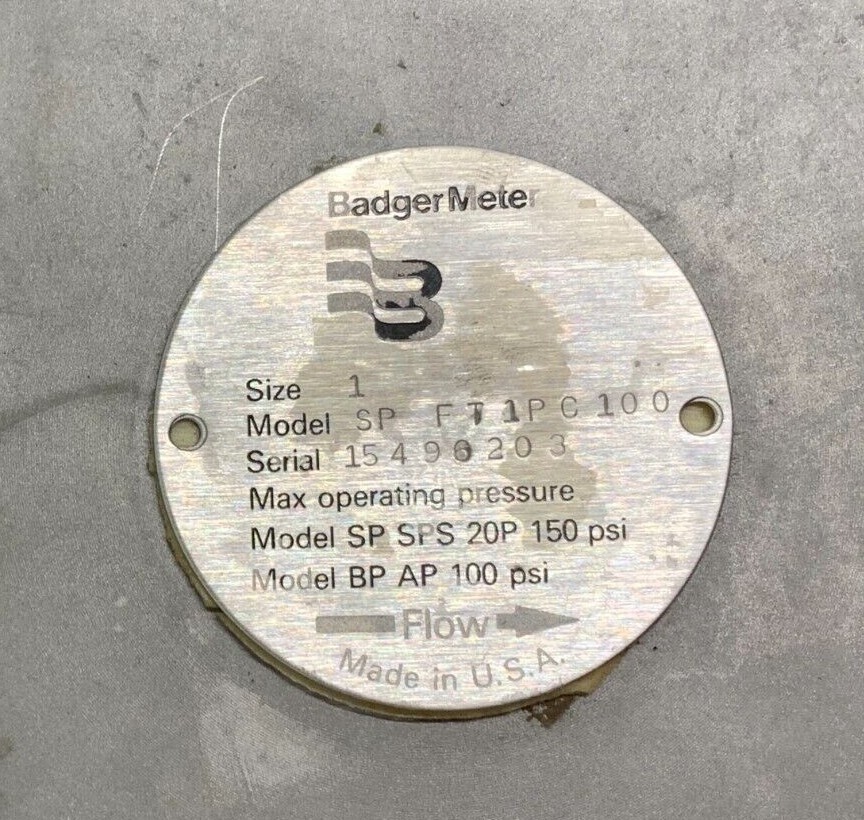 BadgerMeter
Size 1
Model SP FT1PC100
Serial 15496203
Max operating pressure
Model SP SPS 20P 150 psi
Model BP AP 100 psi
Flow
Made in U.S.A.